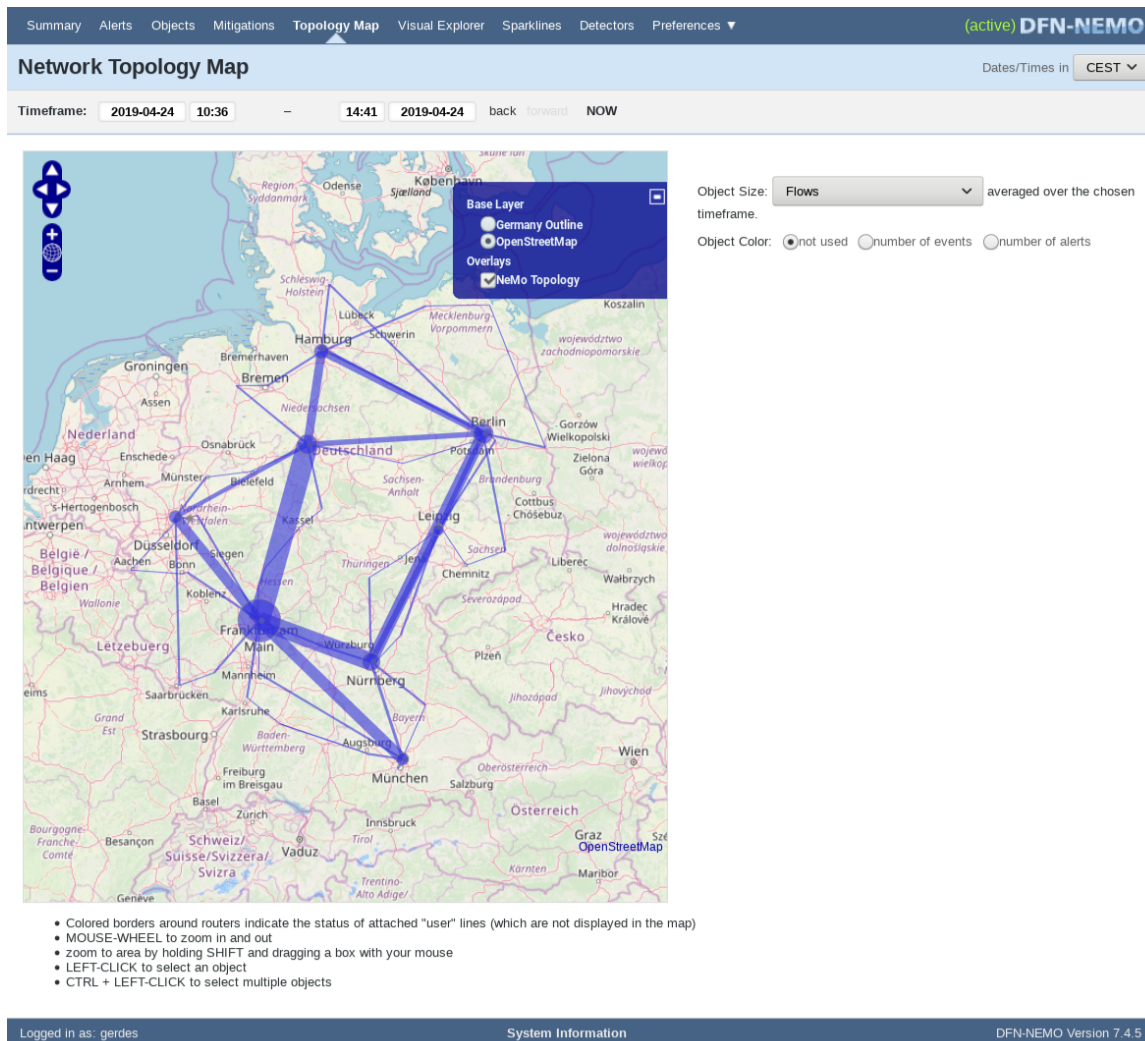 Summary Alerts Objects Mitigations Topology Map Visual Explorer Sparklines Detectors Preferences ▼ (active) DFN-NEMO
Network Topology Map Dates/Times in CEST
Timeframe: 2019-04-24 10:36 – 14:41 2019-04-24 back forward NOW
Object Size: Flows averaged over the chosen
timeframe.
Object Color: not used number of events number of alerts
Base Layer
Germany Outline
OpenStreetMap
Overlays
NeMo Topology
Region
Syddanmark
Odense
København
Sjælland
Schleswig-
Holstein
Lübeck
Mecklenburg-
Vorpommern
Koszalin
Hamburg
Schwerin
województwo
zachodniopomorskie
Bremerhaven
Groningen
Bremen
Assen
Niedersachsen
Berlin
Gorzów
Wielkopolski
Nederland
Osnabrück
Deutschland
Potsdam
en Haag
Enschede
Zielona
Góra
Arnhem
Münster
Bielefeld
Sachsen-
Anhalt
Brandenburg
's-Hertogenbosch
Nordrhein-
Westfalen
Cottbus
- Chóśebuz
ntwerpen
Kassel
Leipzig
Düsseldorf
België /
Belgique /
Belgien
Aachen
Bonn
Siegen
Thüringen
Jena
Sachsen
województwo
dolnośląskie
Chemnitz
Liberec
Wałbrzych
Wallonie
Koblenz
Hessen
Severozápad
Hradec
Králové
Frankfurt am
Main
Würzburg
Česko
Lëtzebuerg
Plzeň
Mannheim
Nürnberg
Saarbrücken
Jihozápad
Jihovýchod
Karlsruhe
Grand
Est
Bayern
Strasbourg
Baden-
Württemberg
Augsburg
Wien
Freiburg
im Breisgau
München
Oberösterreich
Salzburg
Basel
Zürich
Österreich
Bourgogne-
Franche-
Comté
Besançon
Innsbruck
Graz
Schweiz/
Suisse/Svizzera/
Svizra
Vaduz
Tirol
OpenStreetMap
Kärnten
Maribor
Trentino-
Alto Adige/
Genève
Colored borders around routers indicate the status of attached "user" lines (which are not displayed in the map)
MOUSE-WHEEL to zoom in and out
zoom to area by holding SHIFT and dragging a box with your mouse
LEFT-CLICK to select an object
CTRL + LEFT-CLICK to select multiple objects
Logged in as: gerdes System Information DFN-NEMO Version 7.4.5